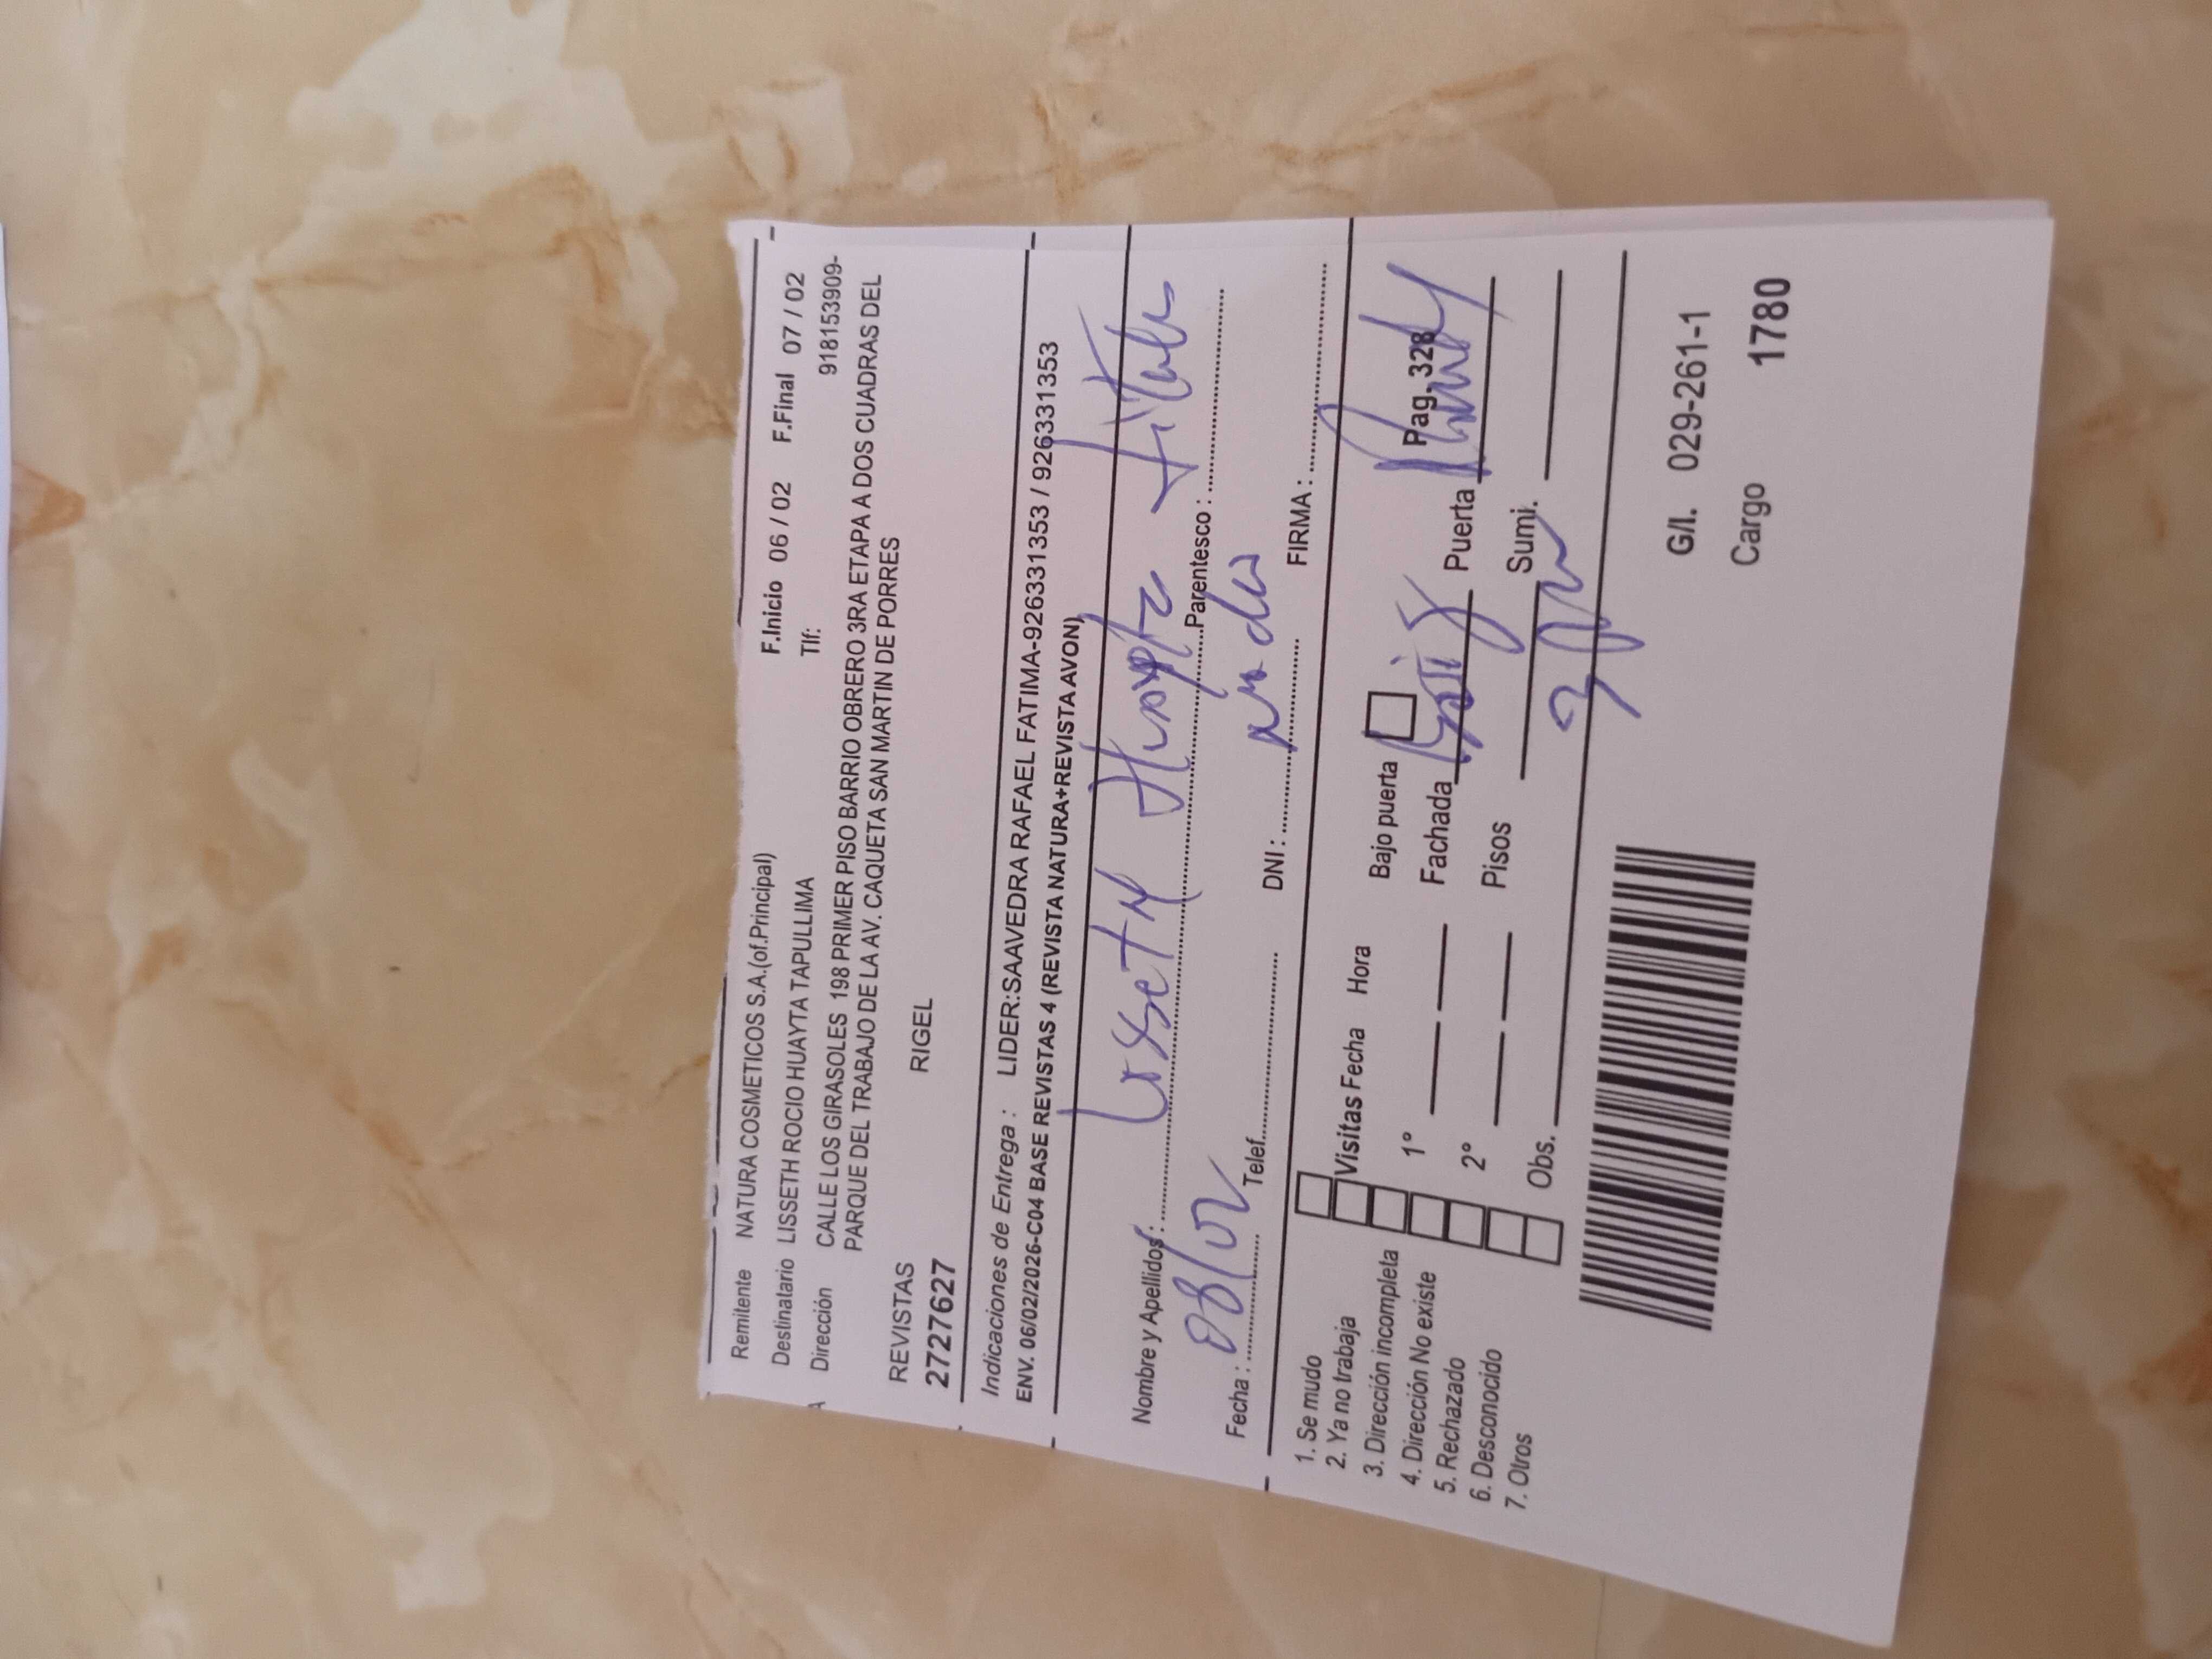 Remitente NATURA COSMETICOS S.A.(of.Principal) F.Inicio 06 / 02 F.Final 07 / 02
Destinatario LISSETH ROCIO HUAYTA TAPULLIMA Tlf: 918153909-
Dirección CALLE LOS GIRASOLES 198 PRIMER PISO BARRIO OBRERO 3RA ETAPA A DOS CUADRAS DEL
PARQUE DEL TRABAJO DE LA AV. CAQUETA SAN MARTIN DE PORRES
REVISTAS RIGEL
2727627
Indicaciones de Entrega : LIDER:SAAVEDRA RAFAEL FATIMA-926331353 / 926331353 / 926331353
ENV. 06/02/2026-C04 BASE REVISTAS 4 (REVISTA NATURA+REVISTA AVON)
Nombre y Apellidos: Lisseth Huayta Titular Parentesco :
Fecha : 08/02 Telef. DNI : FIRMA :
1. Se mudo
2. Ya no trabaja
3. Dirección incompleta
4. Dirección No existe
5. Rechazado
6. Desconocido
7. Otros
Visitas Fecha Hora
1°
2°
Obs.
Bajo puerta Pag. 328
Fachada Puerta
Pisos Sumi.
G/I. 029-261-1
Cargo 1780